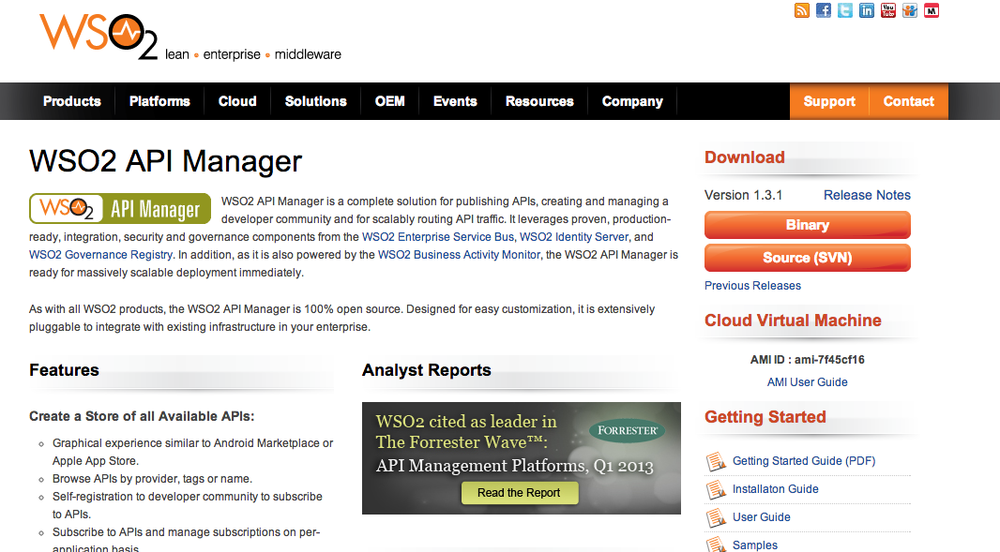 WSO2 lean • enterprise • middleware
Products Platforms Cloud Solutions OEM Events Resources Company Support Contact
WSO2 API Manager
WSO2 API Manager
WSO2 API Manager is a complete solution for publishing APIs, creating and managing a
developer community and for scalably routing API traffic. It leverages proven, production-
ready, integration, security and governance components from the WSO2 Enterprise Service Bus, WSO2 Identity Server, and
WSO2 Governance Registry. In addition, as it is also powered by the WSO2 Business Activity Monitor, the WSO2 API Manager is
ready for massively scalable deployment immediately.
As with all WSO2 products, the WSO2 API Manager is 100% open source. Designed for easy customization, it is extensively
pluggable to integrate with existing infrastructure in your enterprise.
Features
Create a Store of all Available APIs:
Graphical experience similar to Android Marketplace or
Apple App Store.
Browse APIs by provider, tags or name.
Self-registration to developer community to subscribe
to APIs.
Subscribe to APIs and manage subscriptions on per-
application basis.
Analyst Reports
WSO2 cited as leader in
The Forrester Wave™:
API Management Platforms, Q1 2013
FORRESTER®
Read the Report
Download
Version 1.3.1 Release Notes
Binary
Source (SVN)
Previous Releases
Cloud Virtual Machine
AMI ID : ami-7f45cf16
AMI User Guide
Getting Started
Getting Started Guide (PDF)
Installaton Guide
User Guide
Samples